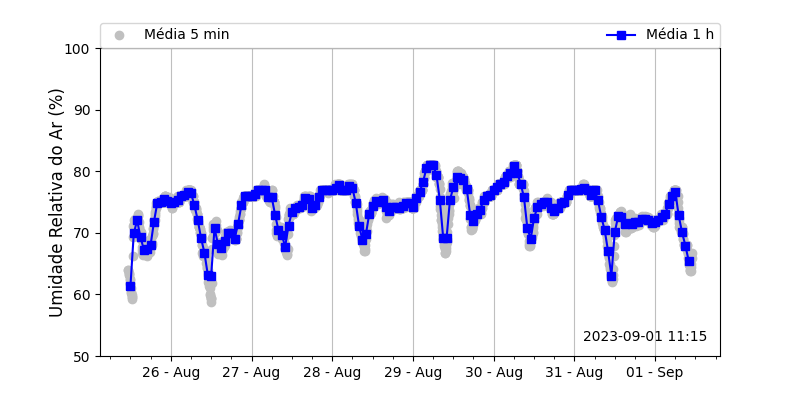 Média 5 min
Média 1 h
Umidade Relativa do Ar (%)
100
90
80
70
60
50
2023-09-01 11:15
26 - Aug
27 - Aug
28 - Aug
29 - Aug
30 - Aug
31 - Aug
01 - Sep